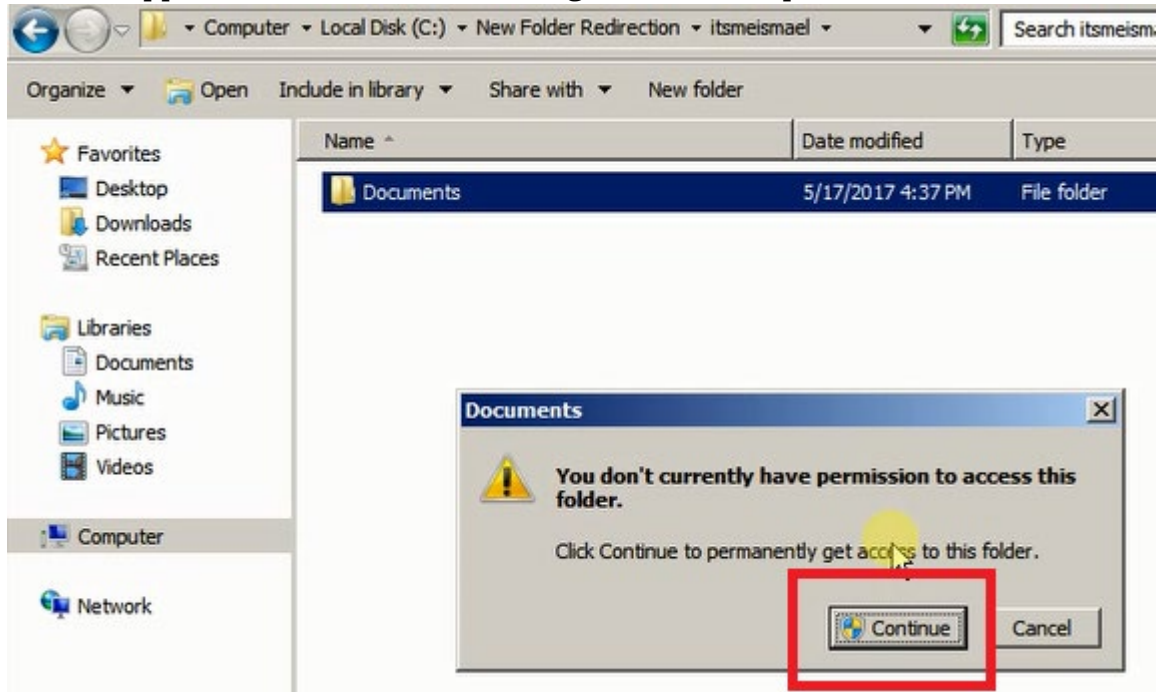 Computer Local Disk (C:) New Folder Redirection itsmeismael
Search itsmeisma
Organize Open Include in library Share with New folder
Name Date modified Type
Favorites
Desktop
Downloads
Recent Places
Documents 5/17/2017 4:37 PM File folder
Libraries
Documents
Music
Pictures
Videos
Computer
Network
Documents
You don't currently have permission to access this
folder.
Click Continue to permanently get access to this folder.
Continue Cancel